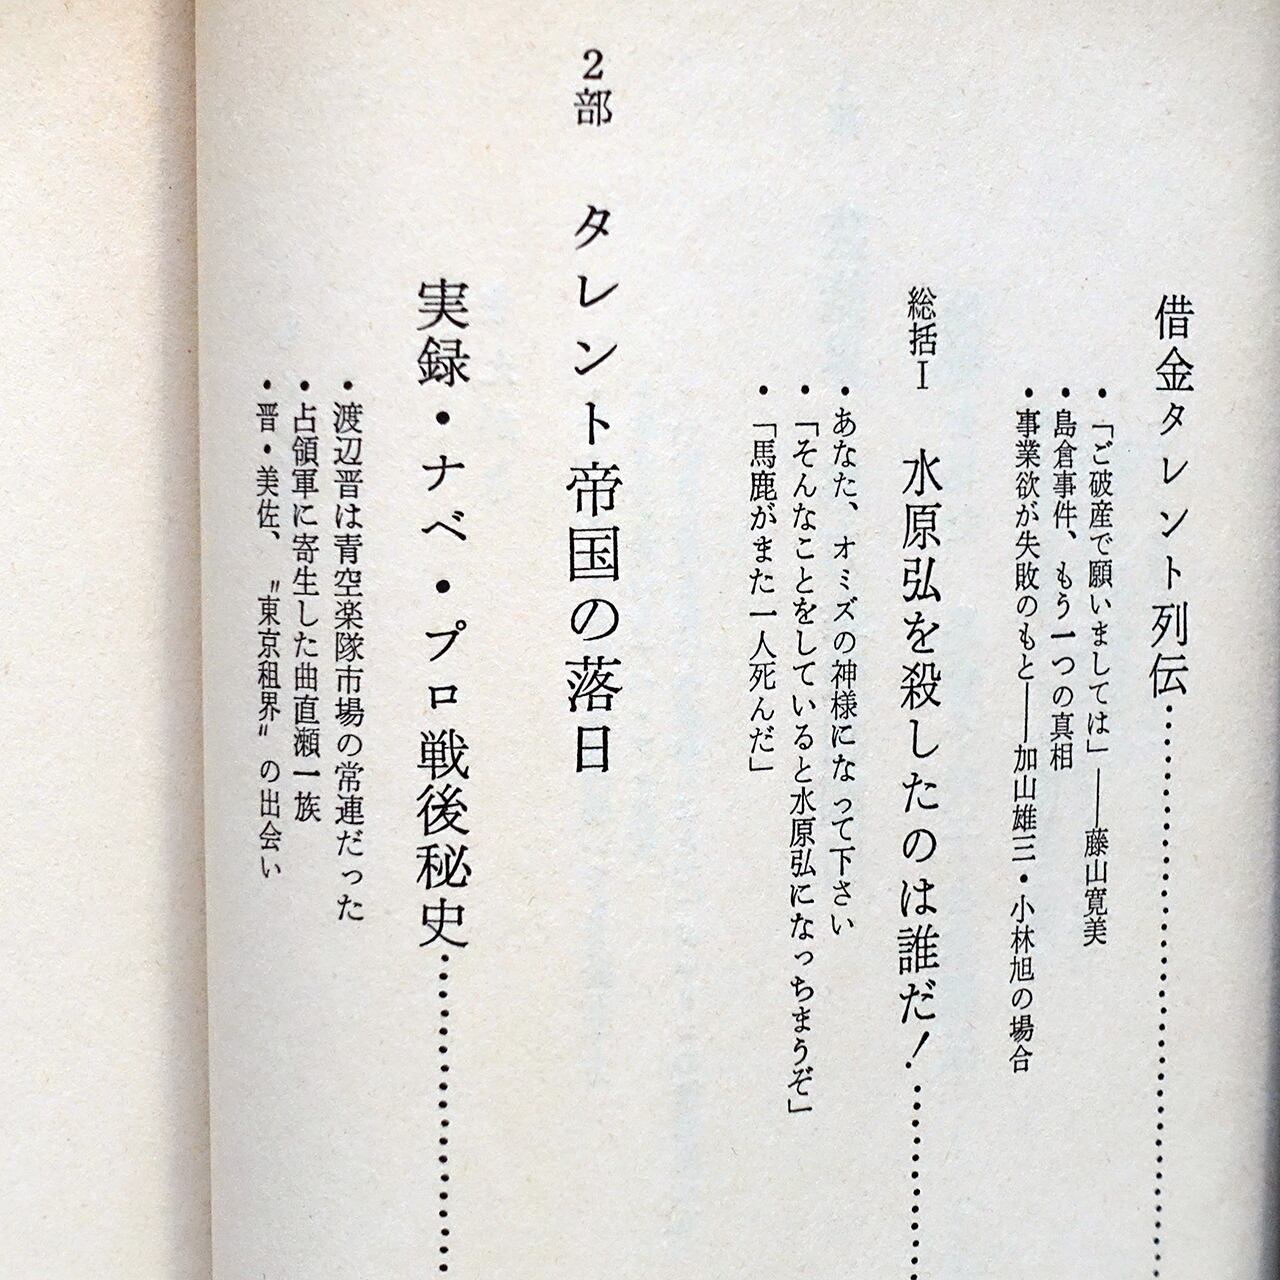 借金タレント列伝……………………
・「ご破産で願いましては」――藤山寛美
・島倉事件、もう一つの真相
・事業欲が失敗のもと――加山雄三・小林旭の場合
総括I 水原弘を殺したのは誰だ!…………
・あなた、オミズの神様になって下さい
・「そんなことをしていると水原弘になっちまうぞ」
・「馬鹿がまた一人死んだ」
2部 タレント帝国の落日
実録・ナベ・プロ戦後秘史………………
・渡辺晋は青空楽隊市場の常連だった
・占領軍に寄生した曲直瀬一族
・晋・美佐、〝東京租界〟の出会い